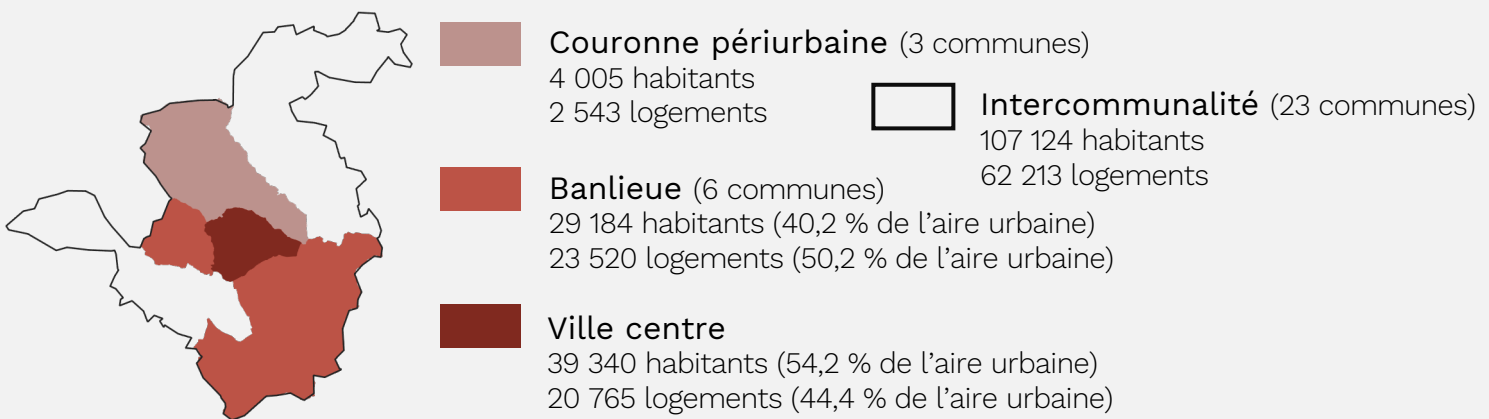 Couronne périurbaine (3 communes)
4 005 habitants
2 543 logements
Intercommunalité (23 communes)
107 124 habitants
62 213 logements
Banlieue (6 communes)
29 184 habitants (40,2 % de l’aire urbaine)
23 520 logements (50,2 % de l’aire urbaine)
Ville centre
39 340 habitants (54,2 % de l’aire urbaine)
20 765 logements (44,4 % de l’aire urbaine)